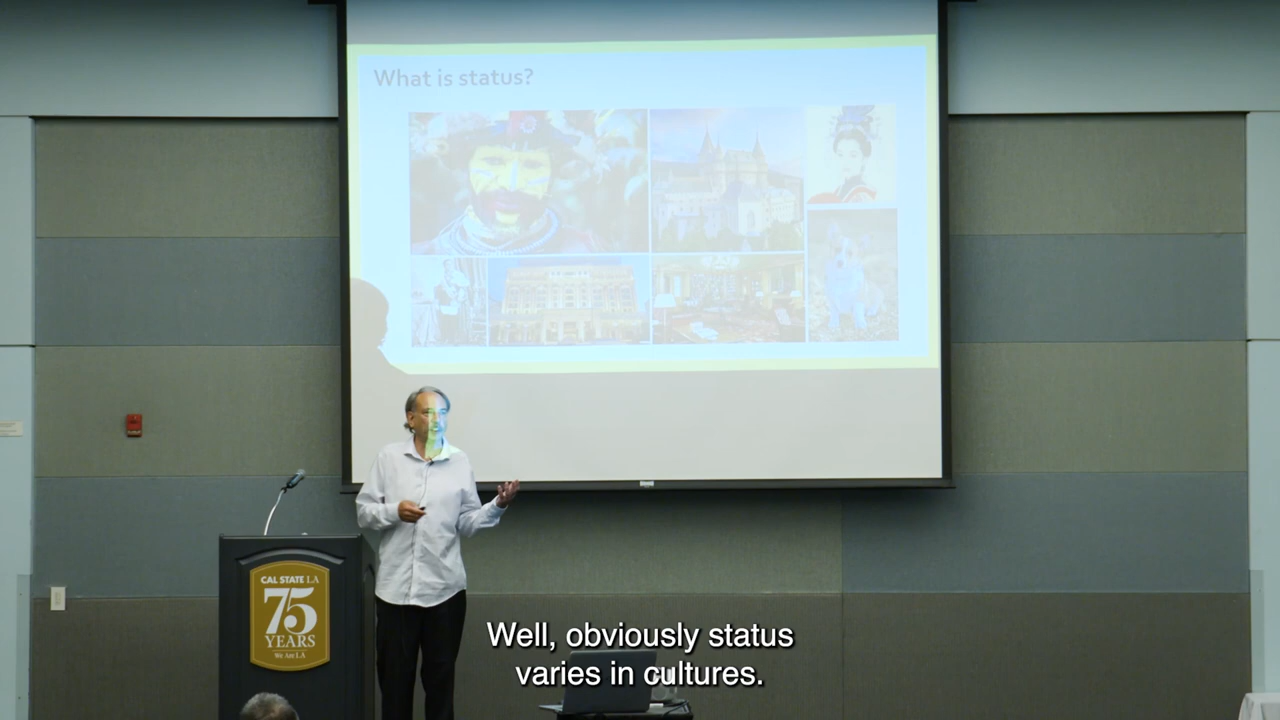 What is status?
CAL STATE LA
75
YEARS
We Are LA
Well, obviously status
varies in cultures.